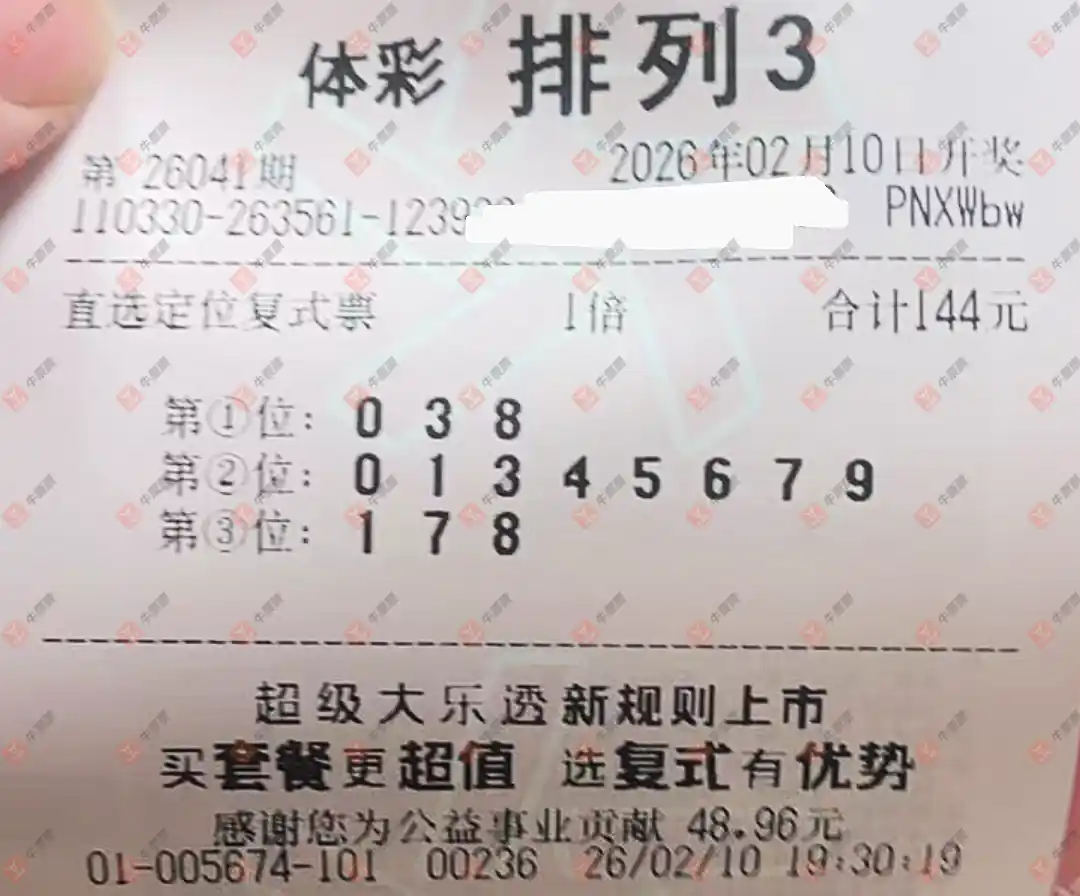 体彩 排列3
第 26041期 2026年02月10日开奖
110330-263561-1239 PNXWbw
直选定位复式票 1倍 合计144元
第①位: 0 3 8
第②位: 0 1 3 4 5 6 7 9
第③位: 1 7 8
超级大乐透新规则上市
买套餐更超值 选复式有优势
感谢您为公益事业贡献 48.96元
01-005674-101 00236 26/02/10 19:30:19